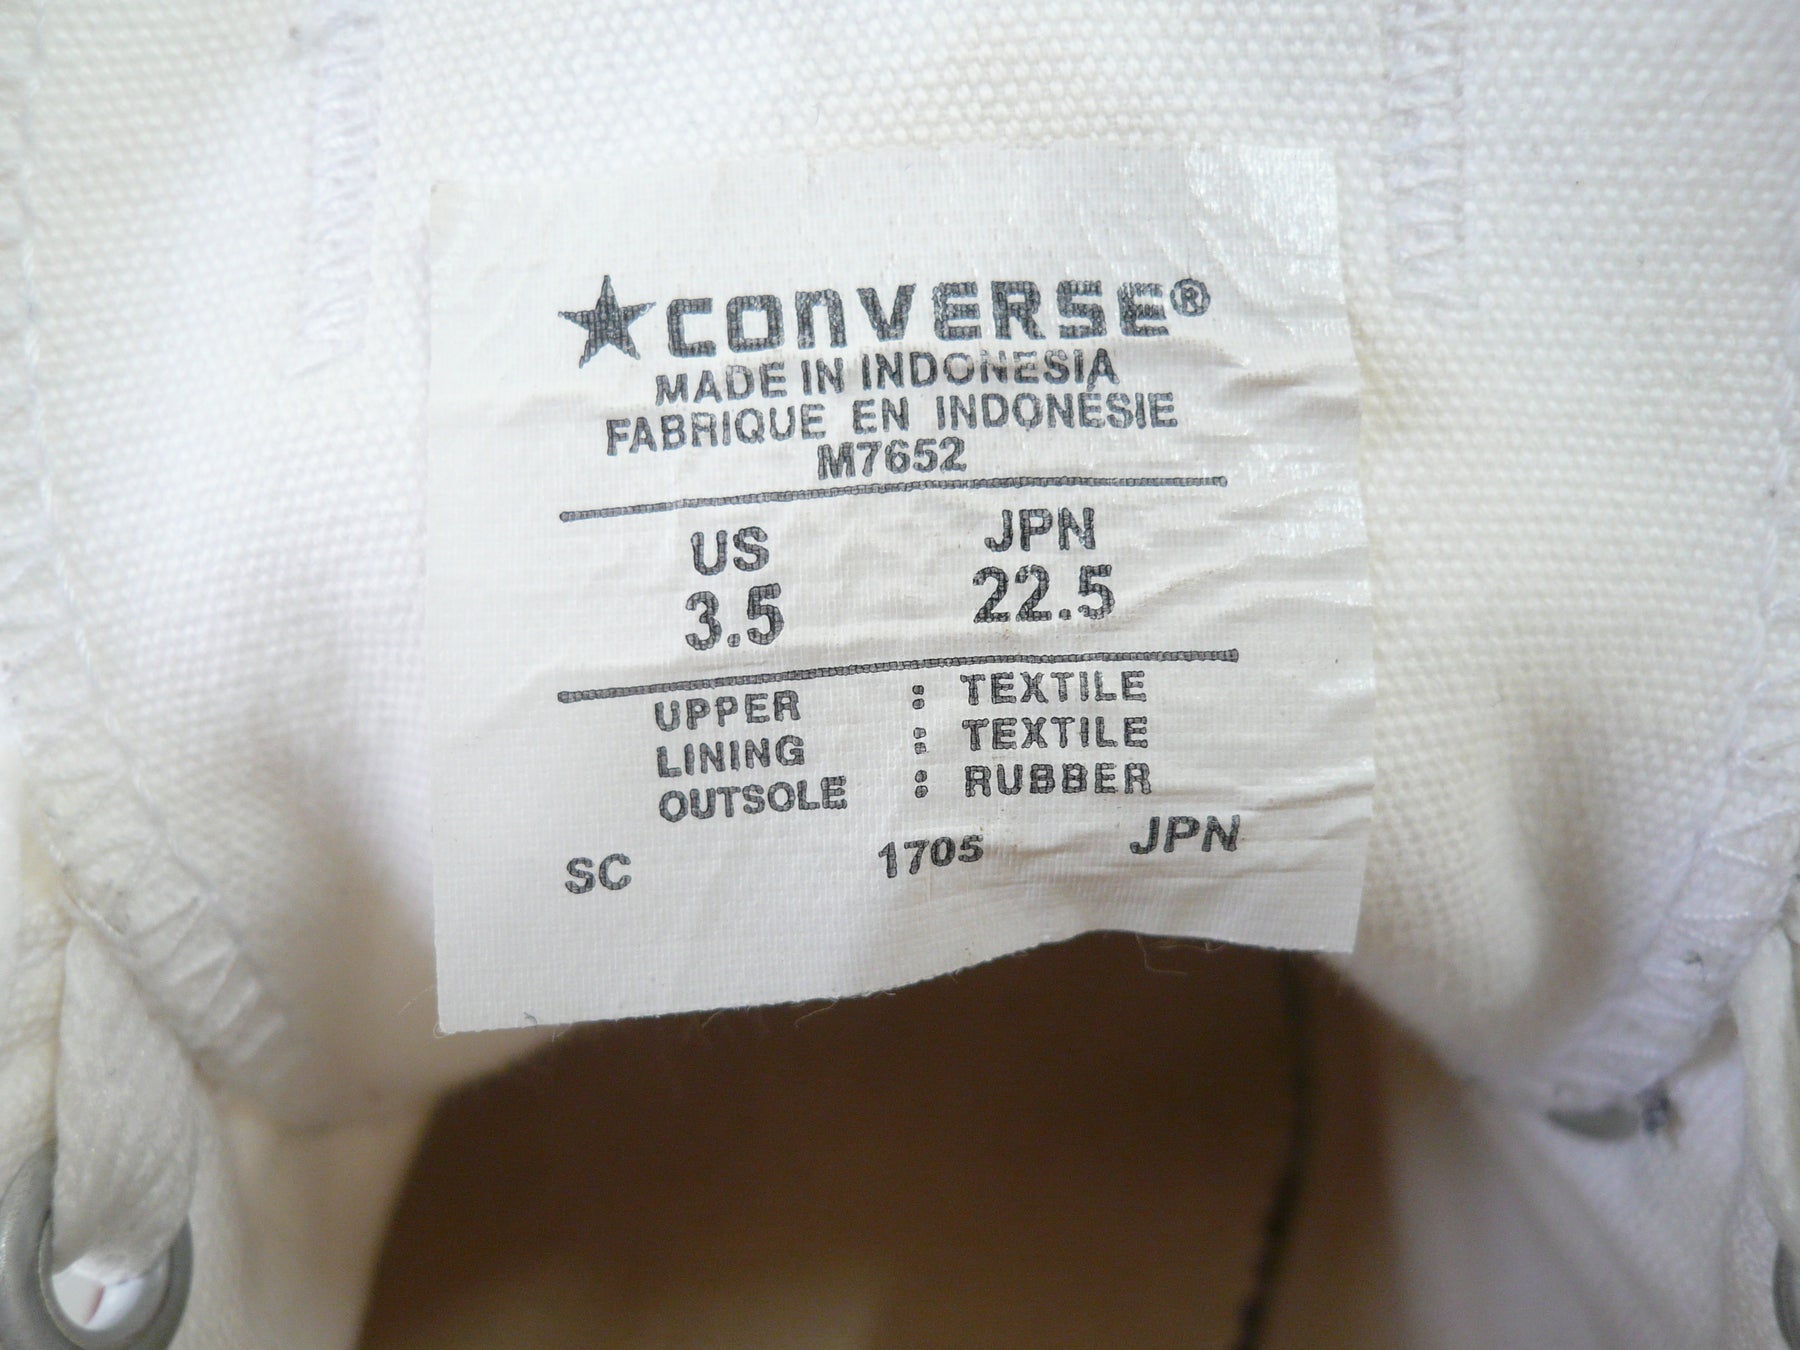 CONVERSE®
MADE IN INDONESIA
FABRIQUE EN INDONÉSIE
M7652
US JPN
3.5 22.5
UPPER : TEXTILE
LINING : TEXTILE
OUTSOLE : RUBBER
SC 1705 JPN